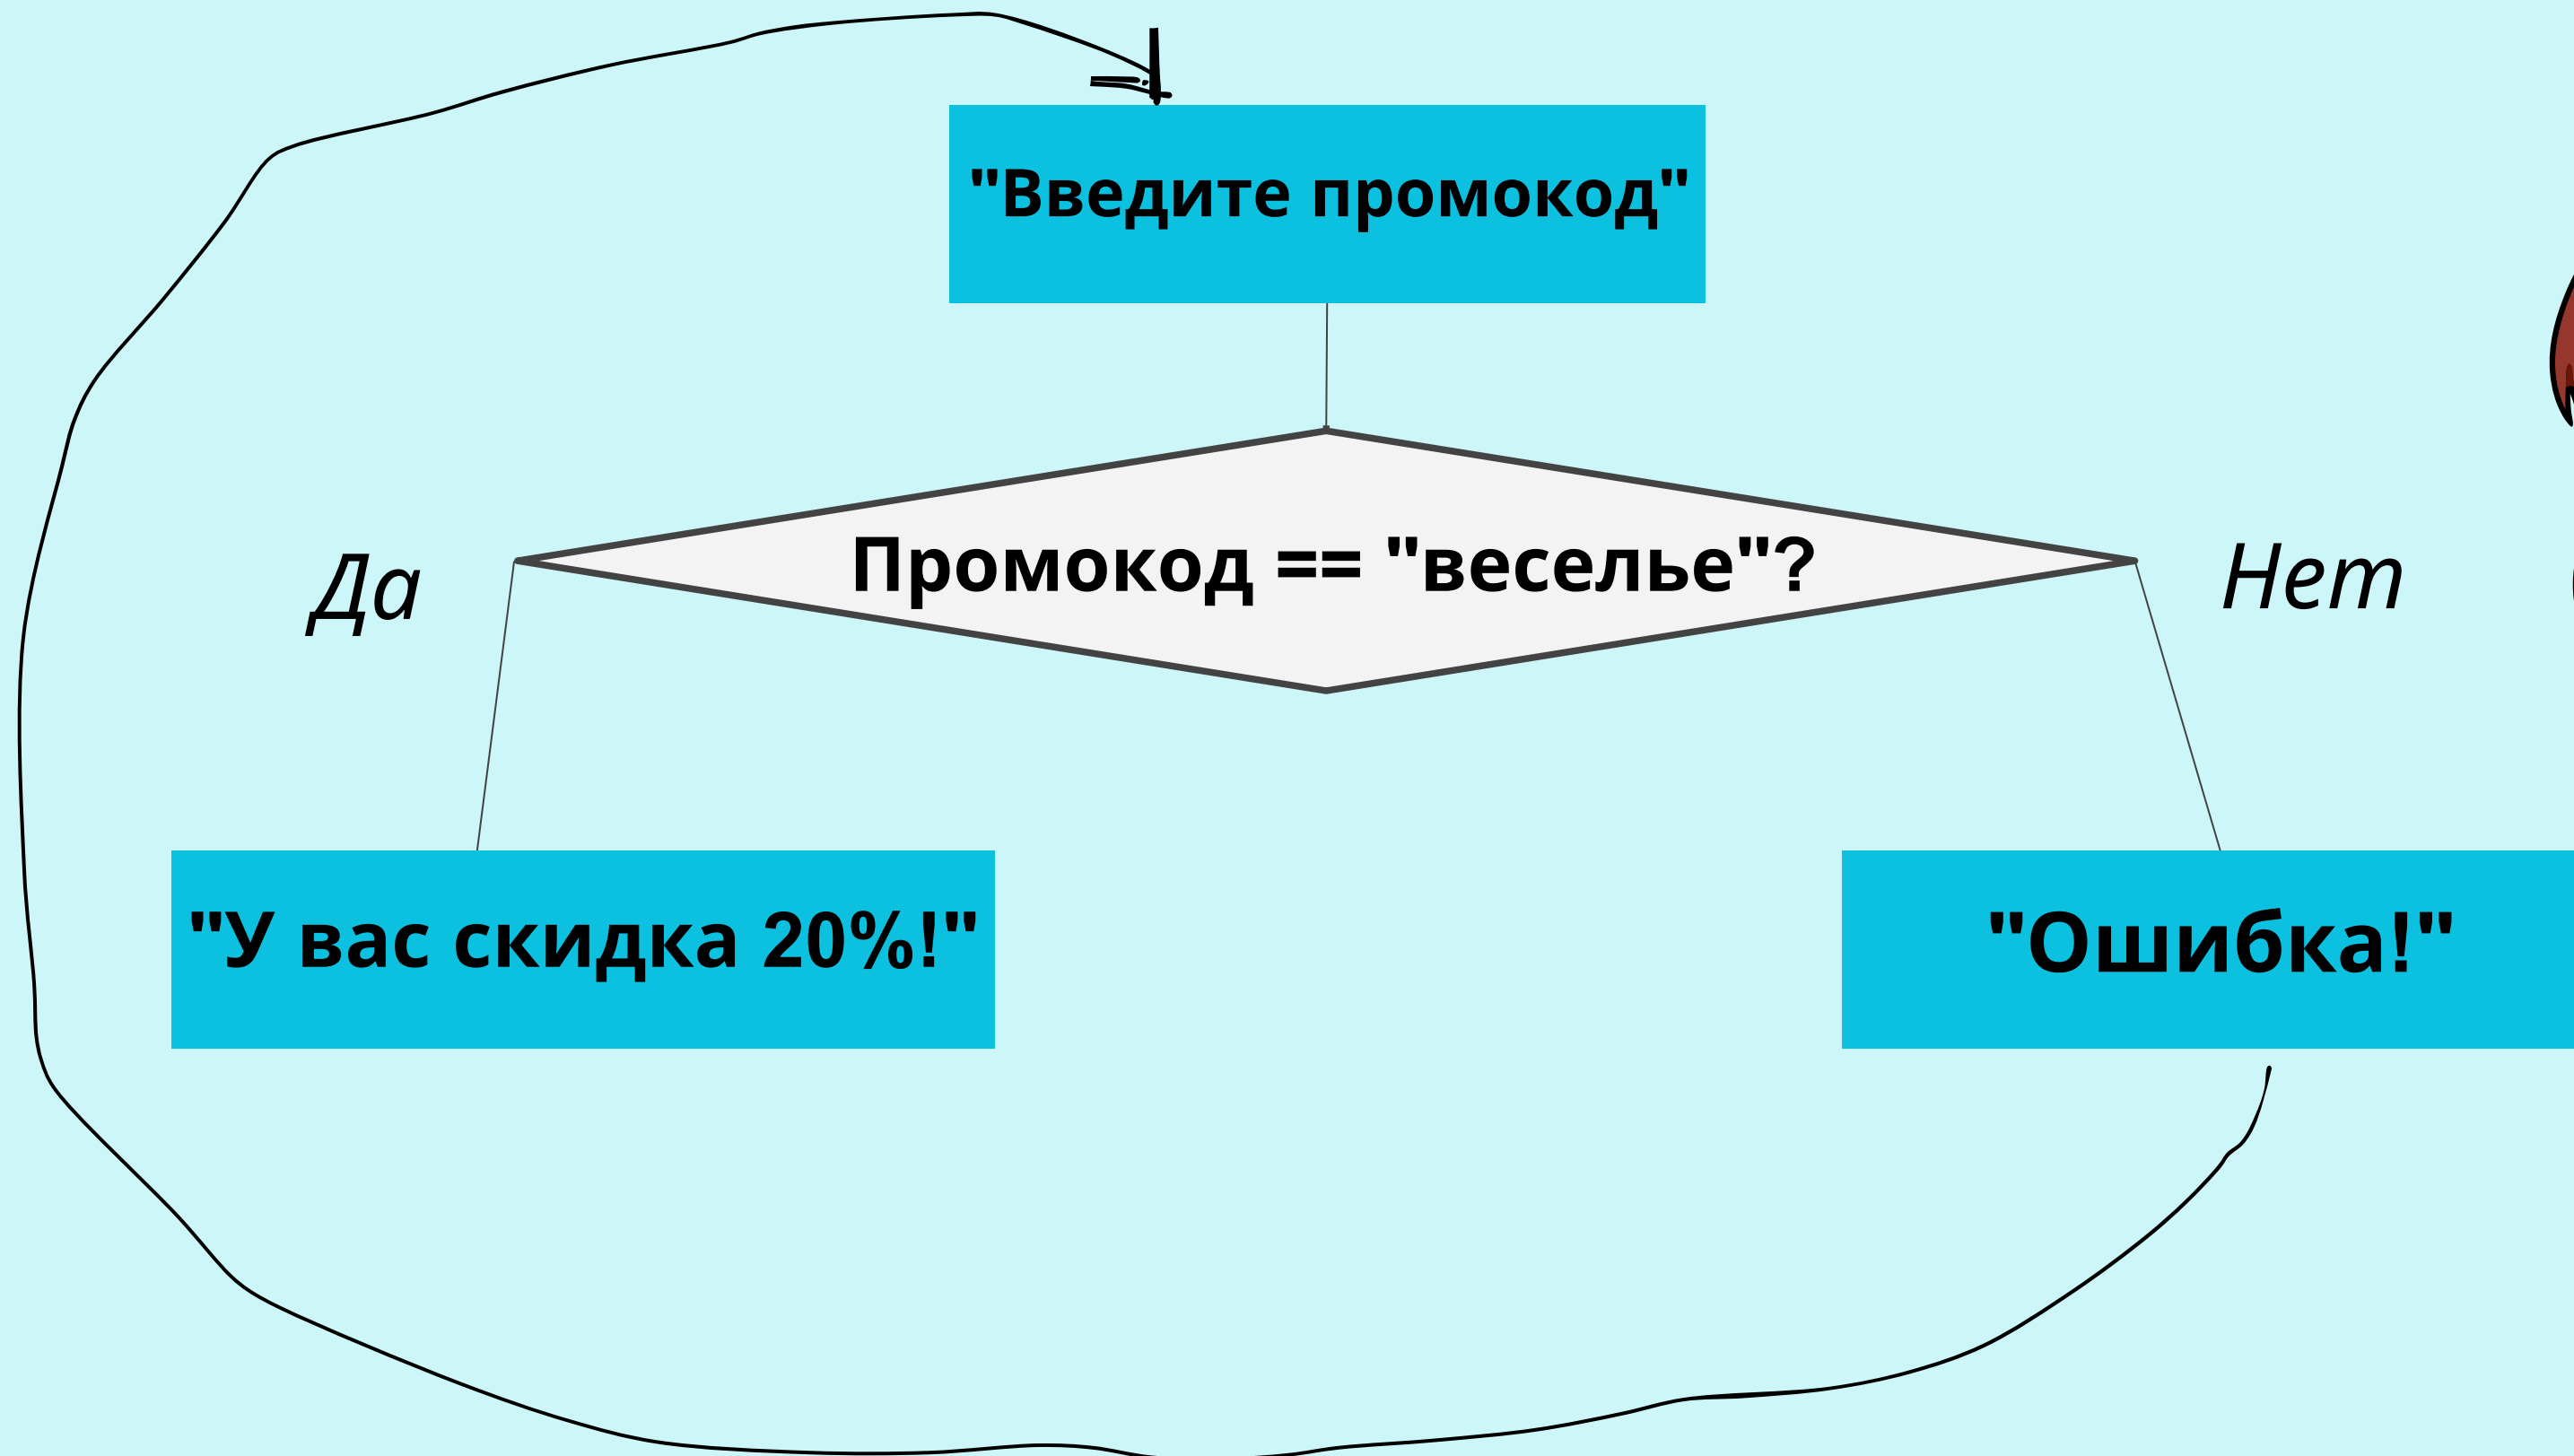 "Введите промокод"
Промокод == "веселье"?
Да
Нет
"У вас скидка 20%!"
"Ошибка!"